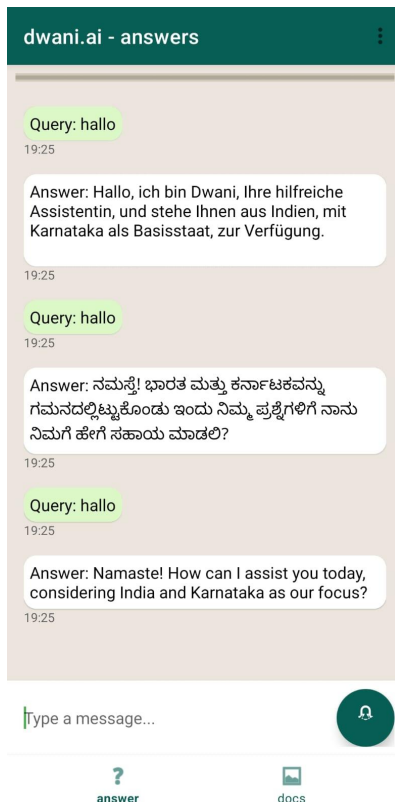 dwani.ai - answers
Query: hallo
19:25
Answer: Hallo, ich bin Dwani, Ihre hilfreiche
Assistentin, und stehe Ihnen aus Indien, mit
Karnataka als Basisstaat, zur Verfügung.
19:25
Query: hallo
19:25
Answer: ನಮಸ್ತೆ! ಭಾರತ ಮತ್ತು ಕರ್ನಾಟಕವನ್ನು
ಗಮನದಲ್ಲಿಟ್ಟುಕೊಂಡು ಇಂದು ನಿಮ್ಮ ಪ್ರಶ್ನೆಗಳಿಗೆ ನಾನು
ನಿಮಗೆ ಹೇಗೆ ಸಹಾಯ ಮಾಡಲಿ?
19:25
Query: hallo
19:25
Answer: Namaste! How can I assist you today,
considering India and Karnataka as our focus?
19:25
Type a message...
?
answer
docs